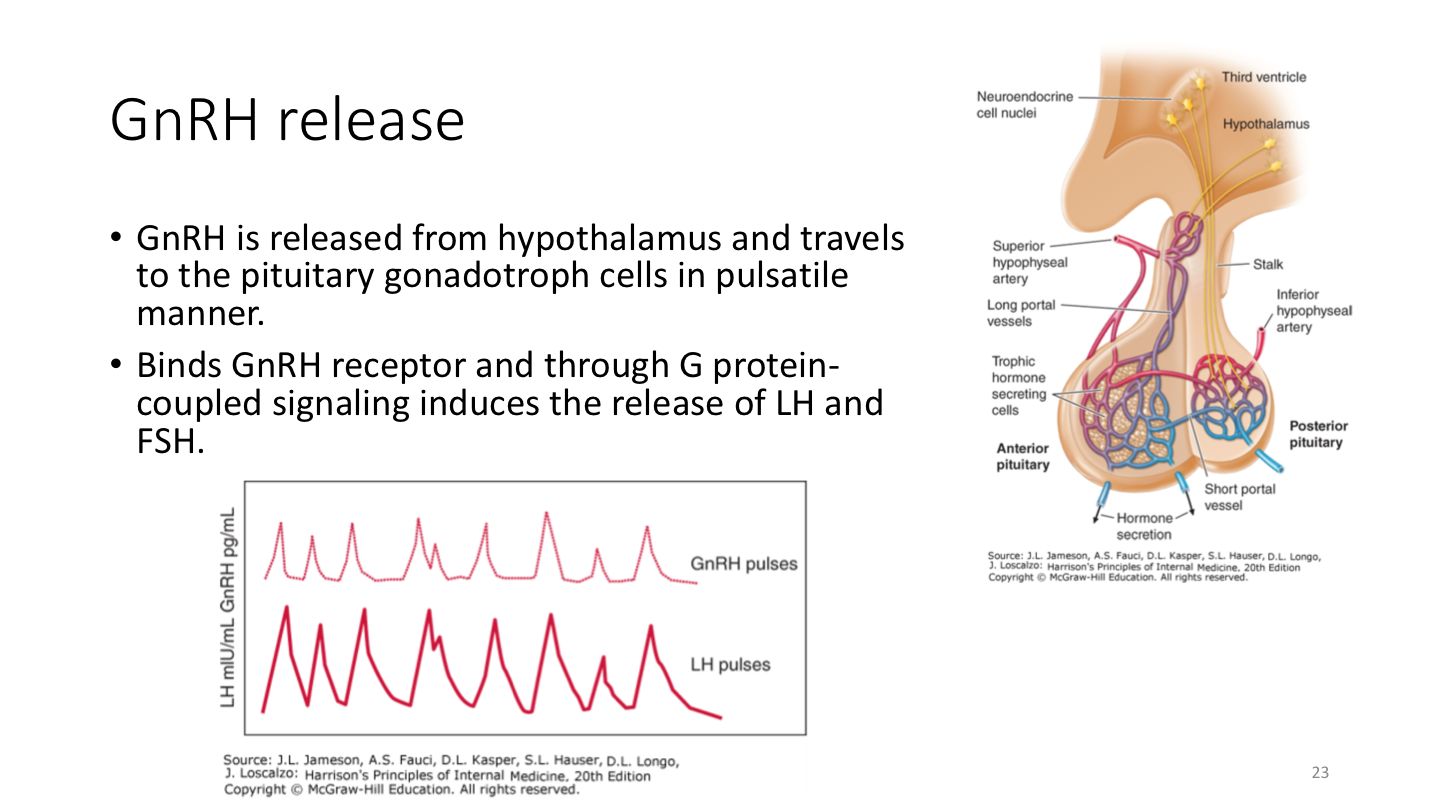 GnRH release
• GnRH is released from hypothalamus and travels
to the pituitary gonadotroph cells in pulsatile
manner.
• Binds GnRH receptor and through G protein-
coupled signaling induces the release of LH and
FSH.
LH mIU/mL GnRH pg/mL
GnRH pulses
LH pulses
Source: J.L. Jameson, A.S. Fauci, D.L. Kasper, S.L. Hauser, D.L. Longo,
J. Loscalzo: Harrison's Principles of Internal Medicine, 20th Edition
Copyright © McGraw-Hill Education. All rights reserved.
Third ventricle
Neuroendocrine
cell nuclei
Hypothalamus
Superior
hypophyseal
artery
Stalk
Inferior
hypophyseal
artery
Long portal
vessels
Trophic
hormone
secreting
cells
Anterior
pituitary
Posterior
pituitary
Short portal
vessel
Hormone
secretion
Source: J.L. Jameson, A.S. Fauci, D.L. Kasper, S.L. Hauser, D.L. Longo,
J. Loscalzo: Harrison's Principles of Internal Medicine, 20th Edition
Copyright © McGraw-Hill Education. All rights reserved.
23